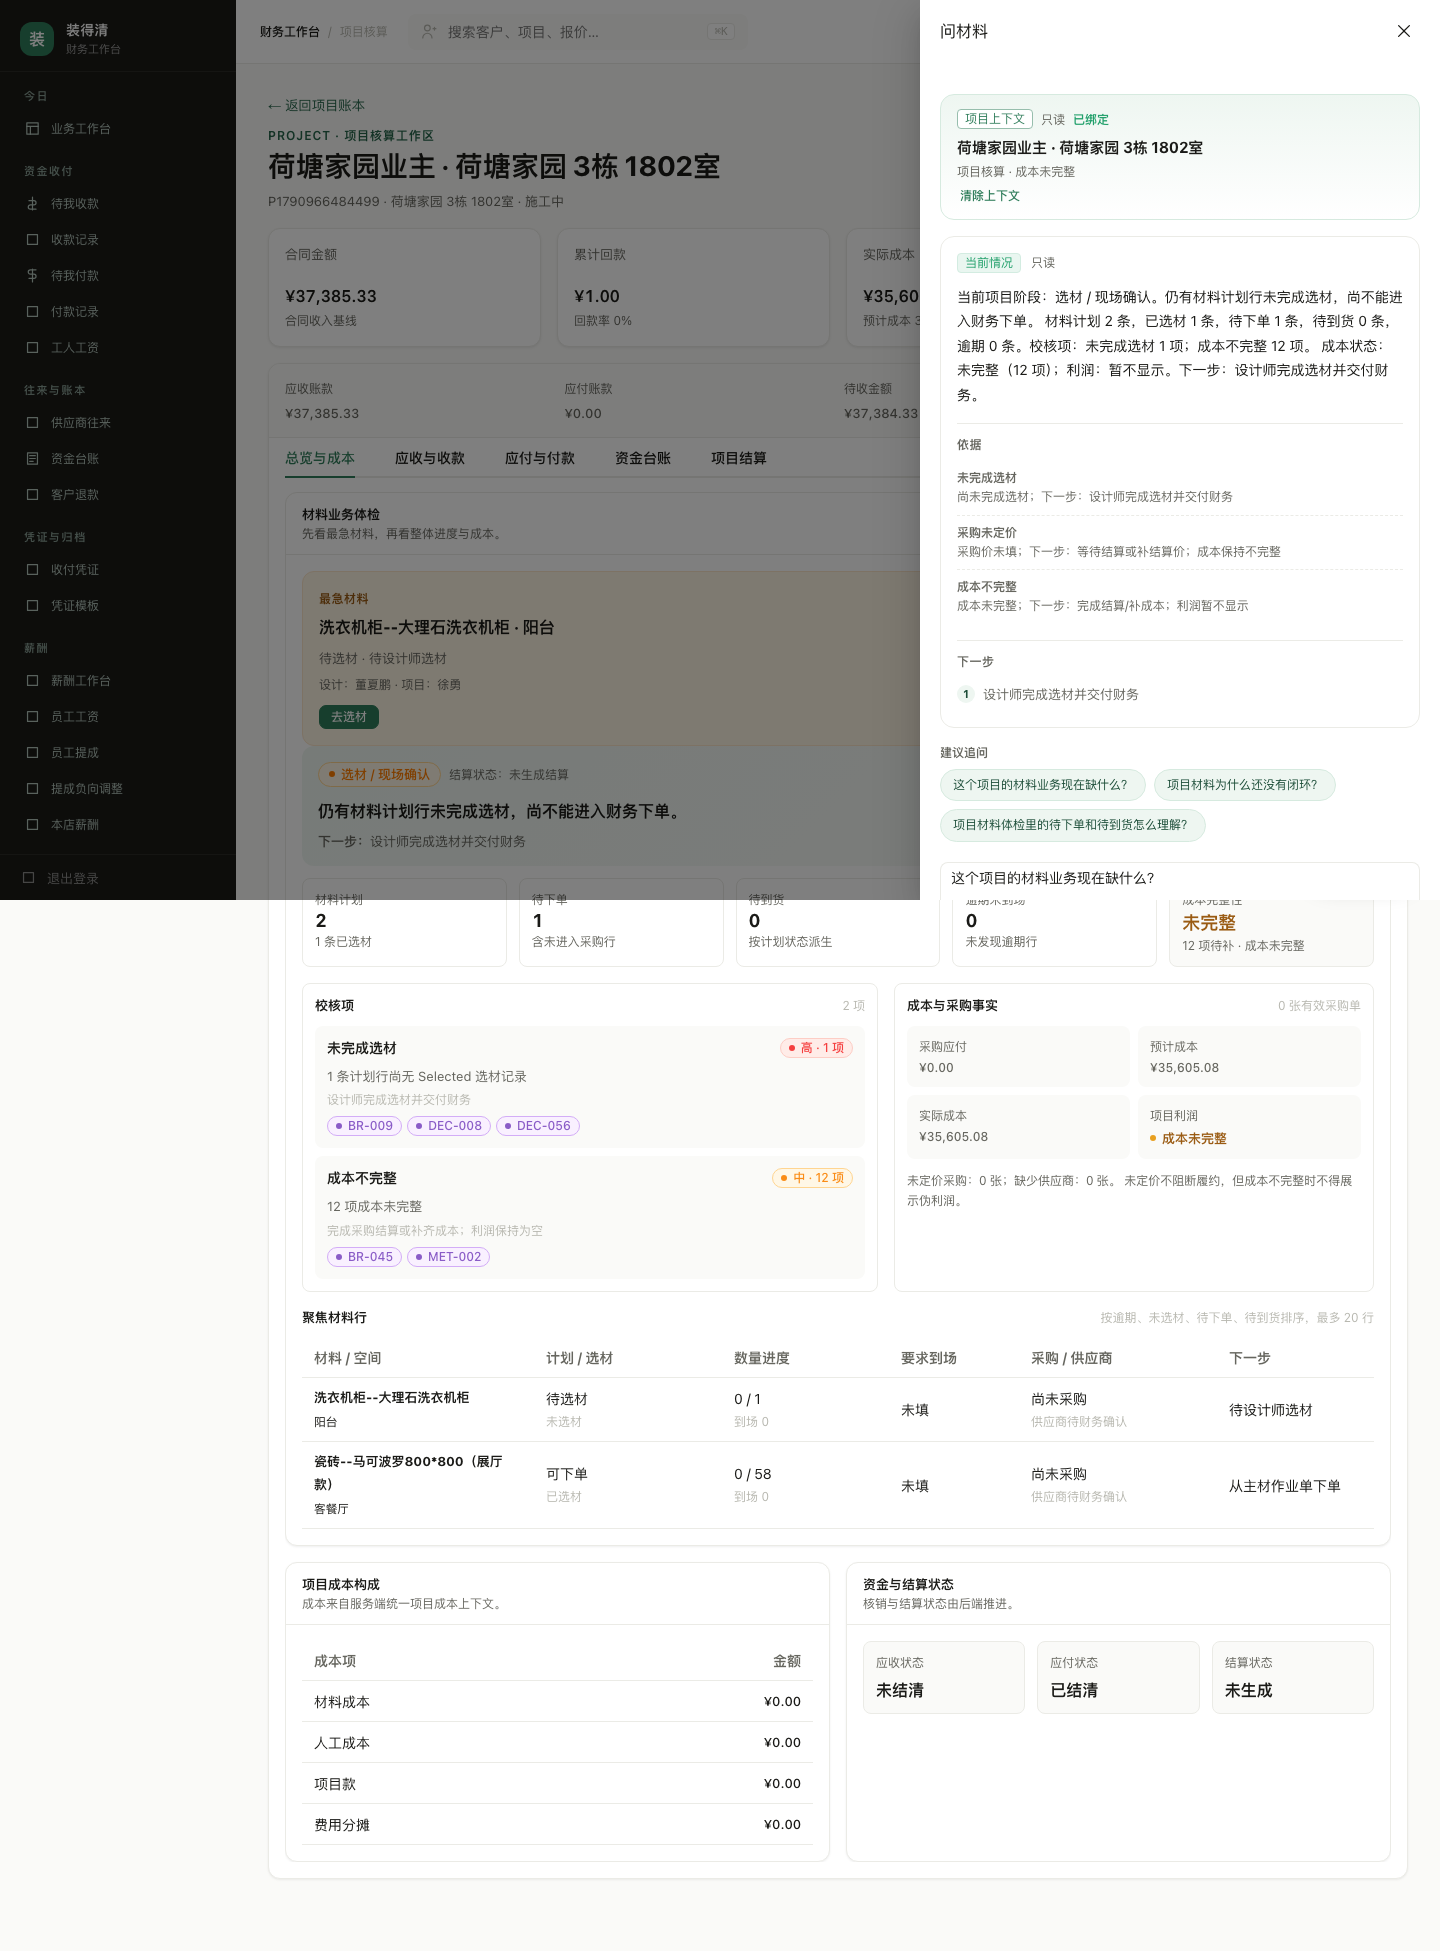 装
装得清
财务工作台
今日
业务工作台
资金收付
待我收款
收款记录
待我付款
付款记录
工人工资
往来与账本
供应商往来
资金台账
客户退款
凭证与归档
收付凭证
凭证模板
薪酬
薪酬工作台
员工工资
员工提成
提成负向调整
本店薪酬
退出登录
财务工作台 / 项目核算
搜索客户、项目、报价...
⌘K
← 返回项目账本
PROJECT · 项目核算工作区
荷塘家园业主 · 荷塘家园 3栋 1802室
P1790966484499 · 荷塘家园 3栋 1802室 · 施工中
合同金额
¥37,385.33
合同收入基线
累计回款
¥1.00
回款率 0%
实际成本
¥35,60
预计成本 3
应收账款
¥37,385.33
应付账款
¥0.00
待收金额
¥37,384.33
总览与成本
应收与收款
应付与付款
资金台账
项目结算
材料业务体检
先看最急材料，再看整体进度与成本。
最急材料
洗衣机柜--大理石洗衣机柜 · 阳台
待选材 · 待设计师选材
设计：董夏鹏 · 项目：徐勇
去选材
选材 / 现场确认
结算状态：未生成结算
仍有材料计划行未完成选材，尚不能进入财务下单。
下一步：设计师完成选材并交付财务
材料计划
2
1 条已选材
待下单
1
含未进入采购行
待到货
0
按计划状态派生
逾期未到场
0
未发现逾期行
成本完整性
未完整
12 项待补 · 成本未完整
校核项
2 项
未完成选材
高 · 1 项
1 条计划行尚无 Selected 选材记录
设计师完成选材并交付财务
BR-009
DEC-008
DEC-056
成本不完整
中 · 12 项
12 项成本未完整
完成采购结算或补齐成本；利润保持为空
BR-045
MET-002
成本与采购事实
0 张有效采购单
采购应付
¥0.00
预计成本
¥35,605.08
实际成本
¥35,605.08
项目利润
成本未完整
未定价采购：0 张；缺少供应商：0 张。 未定价不阻断履约，但成本不完整时不得展
示伪利润。
聚焦材料行
按逾期、未选材、待下单、待到货排序，最多 20 行
材料 / 空间
计划 / 选材
数量进度
要求到场
采购 / 供应商
下一步
洗衣机柜--大理石洗衣机柜
阳台
待选材
未选材
0 / 1
到场 0
未填
尚未采购
供应商待财务确认
待设计师选材
瓷砖--马可波罗800*800（展厅
款）
客餐厅
可下单
已选材
0 / 58
到场 0
未填
尚未采购
供应商待财务确认
从主材作业单下单
项目成本构成
成本来自服务端统一项目成本上下文。
成本项
金额
材料成本
¥0.00
人工成本
¥0.00
项目款
¥0.00
费用分摊
¥0.00
资金与结算状态
核销与结算状态由后端推进。
应收状态
未结清
应付状态
已结清
结算状态
未生成
问材料
项目上下文
只读
已绑定
荷塘家园业主 · 荷塘家园 3栋 1802室
项目核算 · 成本未完整
清除上下文
当前情况
只读
当前项目阶段：选材 / 现场确认。仍有材料计划行未完成选材，尚不能进
入财务下单。 材料计划 2 条，已选材 1 条，待下单 1 条，待到货 0 条，
逾期 0 条。校核项：未完成选材 1 项；成本不完整 12 项。 成本状态：
未完整（12 项）；利润：暂不显示。下一步：设计师完成选材并交付财
务。
依据
未完成选材
尚未完成选材；下一步：设计师完成选材并交付财务
采购未定价
采购价未填；下一步：等待结算或补结算价；成本保持不完整
成本不完整
成本未完整；下一步：完成结算/补成本；利润暂不显示
下一步
1
设计师完成选材并交付财务
建议追问
这个项目的材料业务现在缺什么？
项目材料为什么还没有闭环？
项目材料体检里的待下单和待到货怎么理解？
这个项目的材料业务现在缺什么？